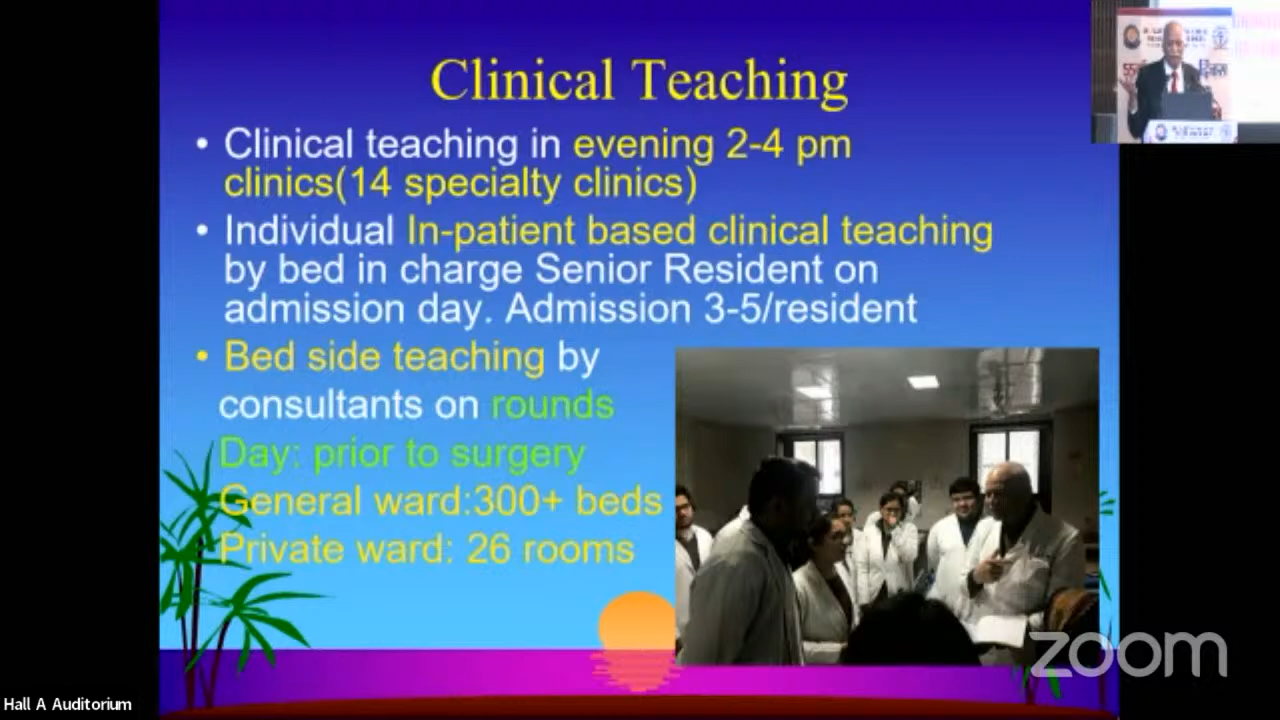 Clinical Teaching
• Clinical teaching in evening 2-4 pm
clinics(14 specialty clinics)
• Individual In-patient based clinical teaching
by bed in charge Senior Resident on
admission day. Admission 3-5/resident
• Bed side teaching by
consultants on rounds
Day: prior to surgery
General ward:300+ beds
Private ward: 26 rooms
zoom
Hall A Auditorium